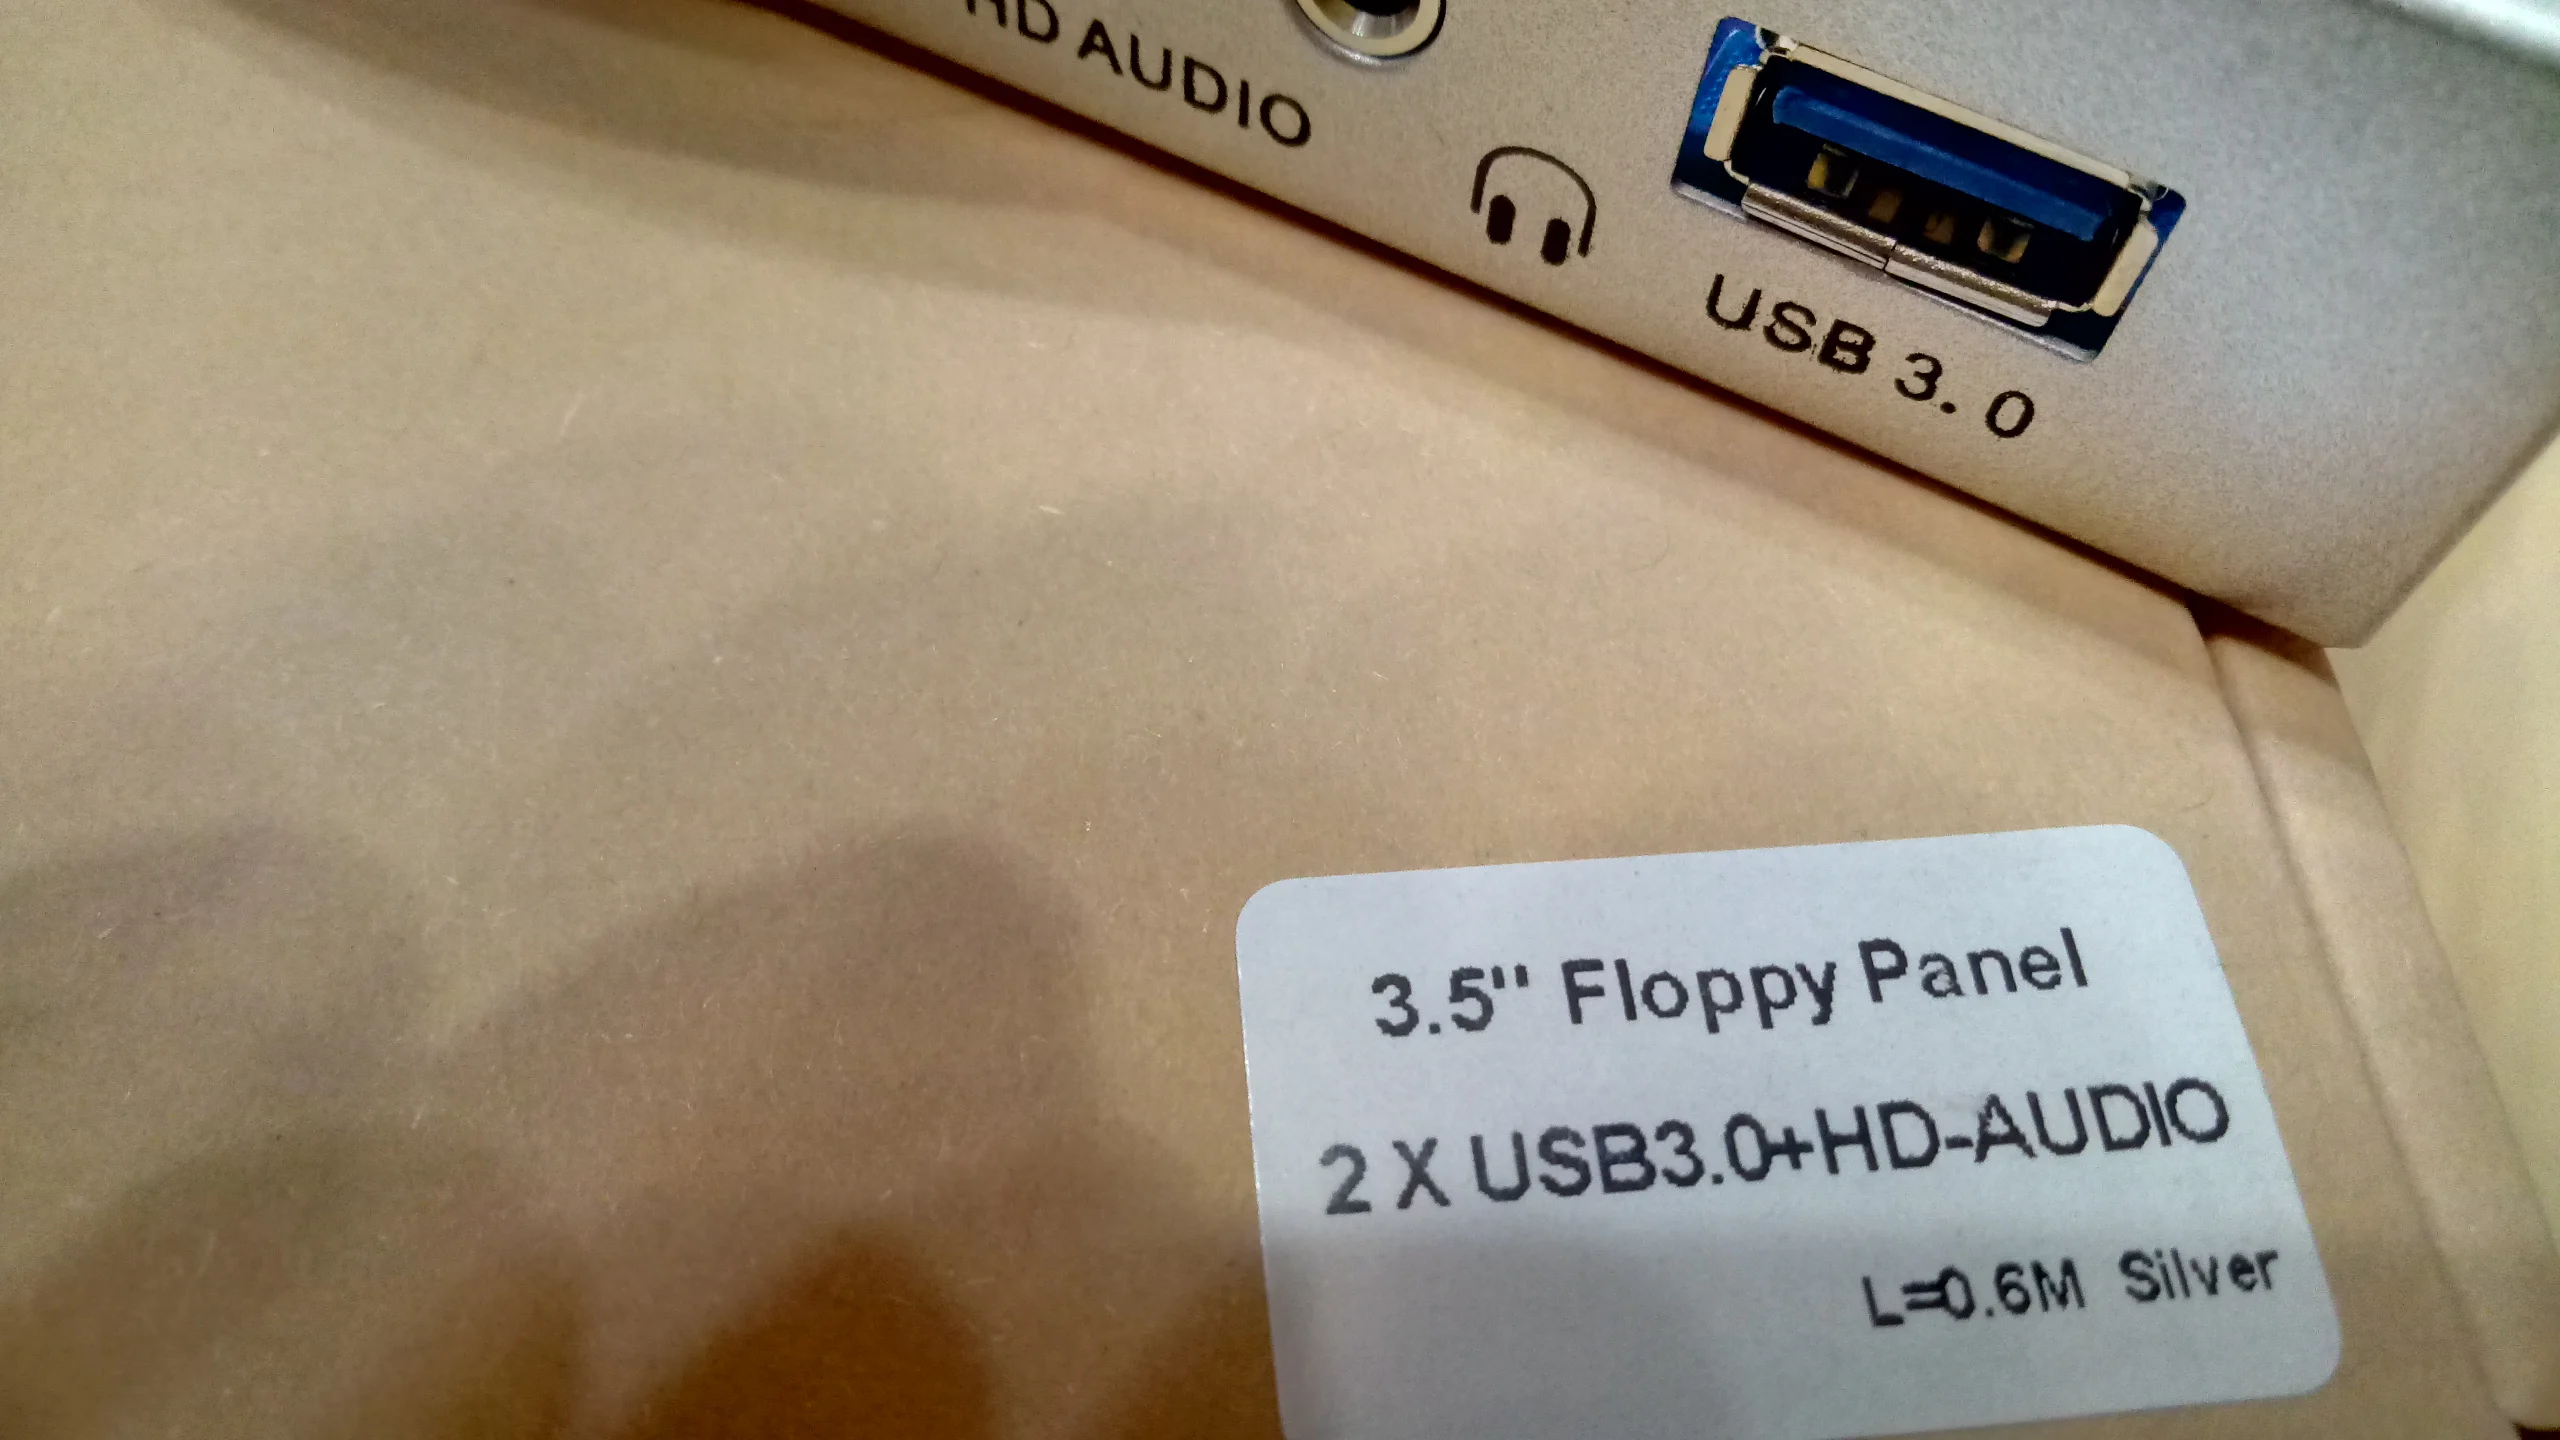 HD AUDIO
USB 3.0
3.5" Floppy Panel
2 X USB3.0+HD-AUDIO
L=0.6M Silver